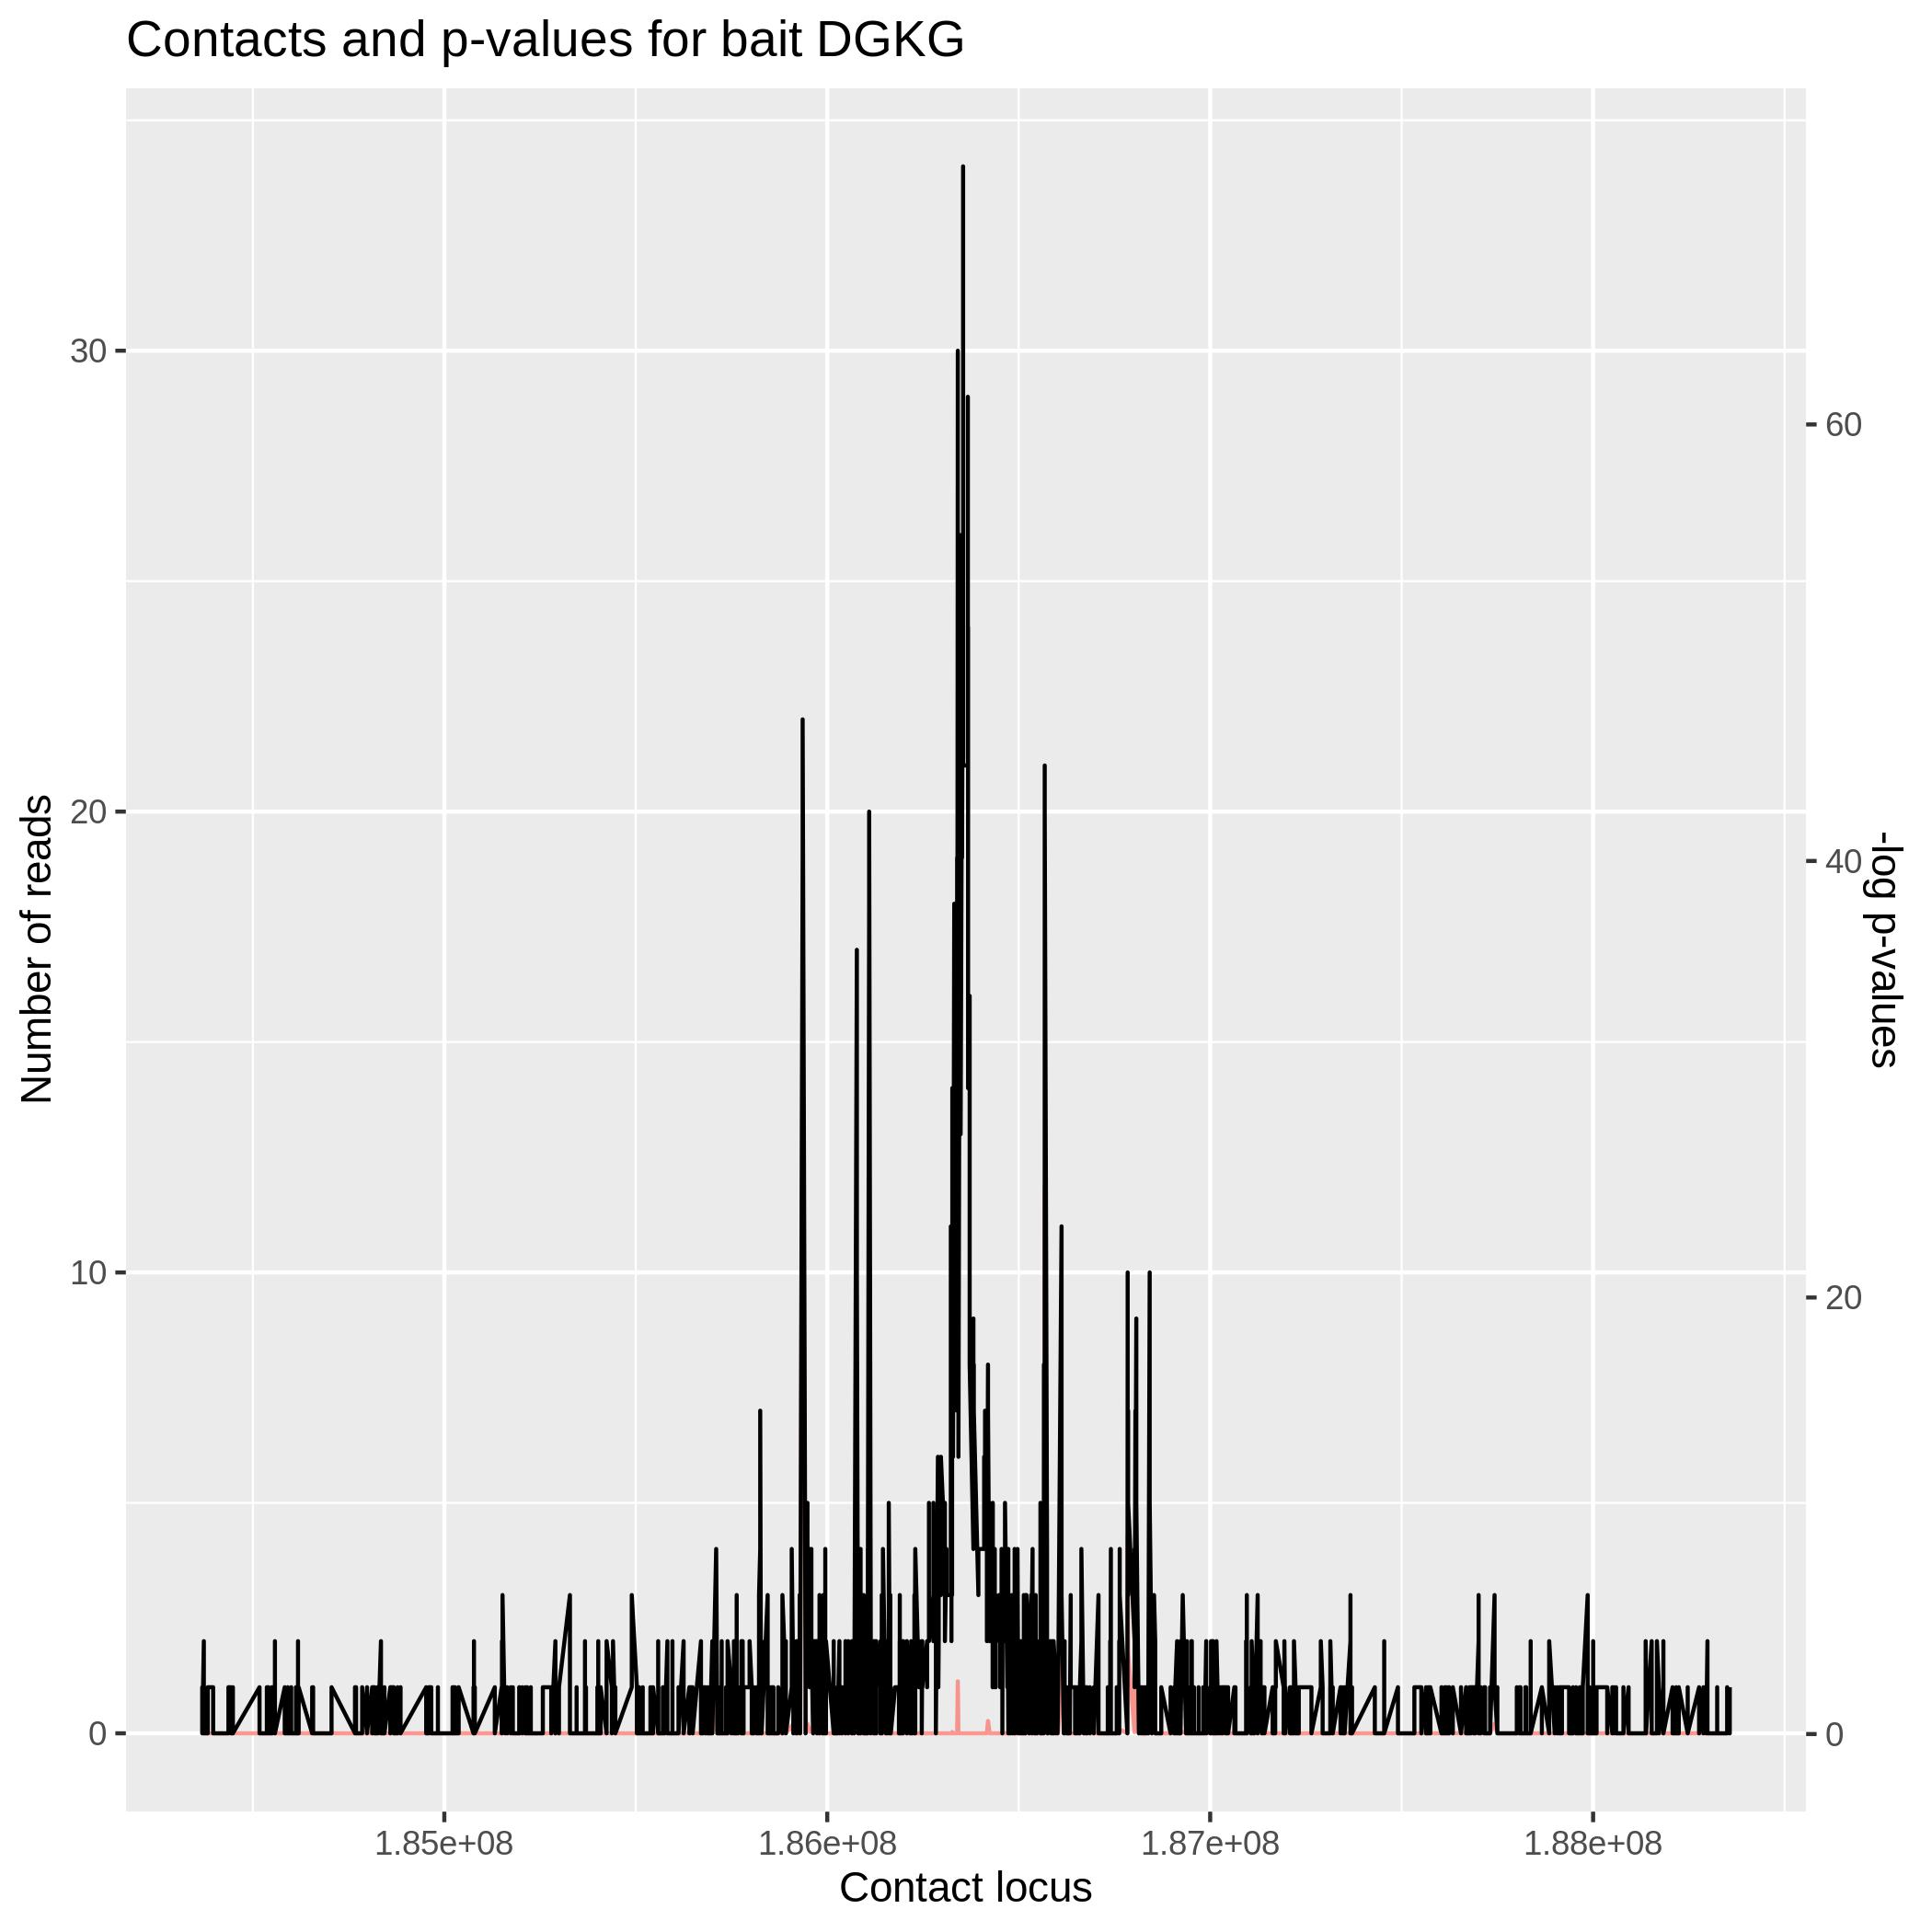 Contacts and p-values for bait DGKG
30
20
10
0
60
40
20
0
Number of reads
-log p-values
1.85e+08 1.86e+08 1.87e+08 1.88e+08
Contact locus